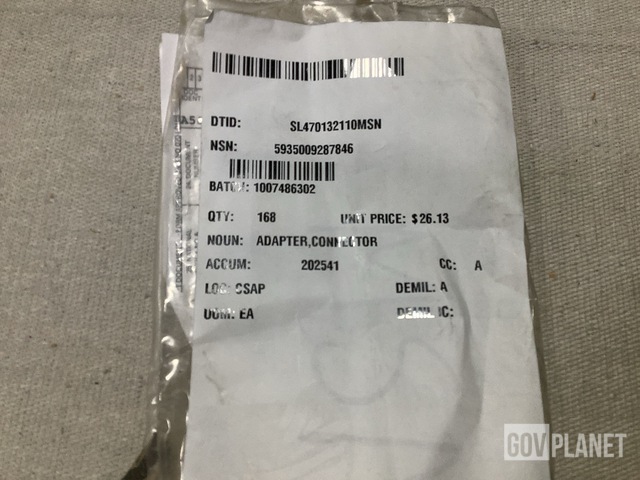 DTID: SL470132110MSN
NSN: 5935009287846
BATCH: 1007486302
QTY: 168 UNIT PRICE: $26.13
NOUN: ADAPTER,CONNECTOR
ACCUM: 202541 CC: A
LOC: CSAP DEMIL: A
UOM: EA DEMIL IC:
GOVPLANET